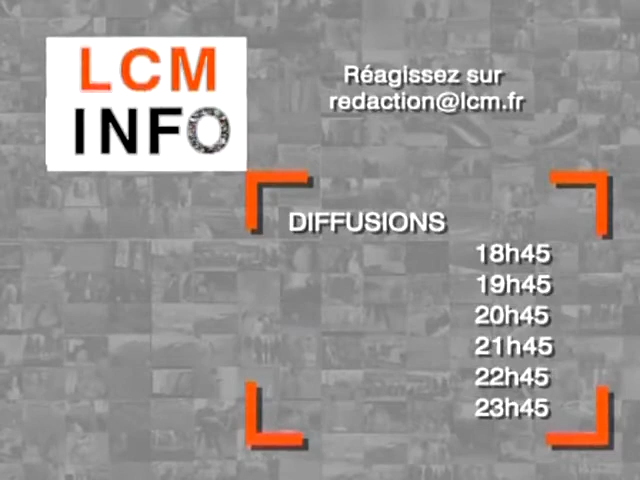 LCM
INFO
Réagissez sur
redaction@lcm.fr
DIFFUSIONS
18h45
19h45
20h45
21h45
22h45
23h45